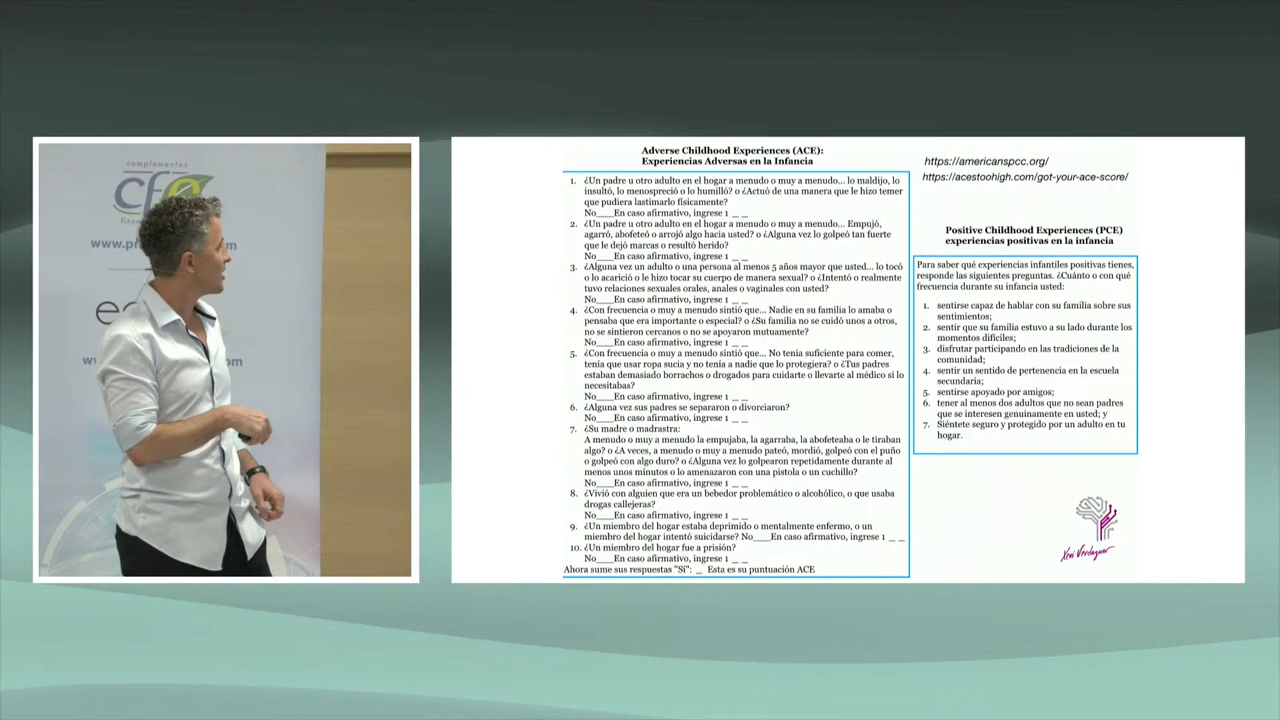 complementos
cfe
www.pr
m
e
ww
om
Adverse Childhood Experiences (ACE):
Experiencias Adversas en la Infancia
1. ¿Un padre u otro adulto en el hogar a menudo o muy a menudo... lo maldijo, lo
insultó, lo menospreció o lo humilló? o ¿Actuó de una manera que le hizo temer
que pudiera lastimarlo físicamente?
No___En caso afirmativo, ingrese 1 _ _
2. ¿Un padre u otro adulto en el hogar a menudo o muy a menudo... Empujó,
agarró, abofeteó o arrojó algo hacia usted? o ¿Alguna vez lo golpeó tan fuerte
que le dejó marcas o resultó herido?
No___En caso afirmativo, ingrese 1 _ _
3. ¿Alguna vez un adulto o una persona al menos 5 años mayor que usted... lo tocó
o lo acarició o le hizo tocar su cuerpo de manera sexual? o ¿Intentó o realmente
tuvo relaciones sexuales orales, anales o vaginales con usted?
No___En caso afirmativo, ingrese 1 _ _
4. ¿Con frecuencia o muy a menudo sintió que... Nadie en su familia lo amaba o
pensaba que era importante o especial? o ¿Su familia no se cuidó unos a otros,
no se sintieron cercanos o no se apoyaron mutuamente?
No___En caso afirmativo, ingrese 1 _ _
5. ¿Con frecuencia o muy a menudo sintió que... No tenía suficiente para comer,
tenía que usar ropa sucia y no tenía a nadie que lo protegiera? o ¿Tus padres
estaban demasiado borrachos o drogados para cuidarte o llevarte al médico si lo
necesitabas?
No___En caso afirmativo, ingrese 1 _ _
6. ¿Alguna vez sus padres se separaron o divorciaron?
No___En caso afirmativo, ingrese 1 _ _
7. ¿Su madre o madrastra:
A menudo o muy a menudo la empujaba, la agarraba, la abofeteaba o le tiraban
algo? o ¿A veces, a menudo o muy a menudo pateó, mordió, golpeó con el puño
o golpeó con algo duro? o ¿Alguna vez lo golpearon repetidamente durante al
menos unos minutos o lo amenazaron con una pistola o un cuchillo?
No___En caso afirmativo, ingrese 1 _ _
8. ¿Vivió con alguien que era un bebedor problemático o alcohólico, o que usaba
drogas callejeras?
No___En caso afirmativo, ingrese 1 _ _
9. ¿Un miembro del hogar estaba deprimido o mentalmente enfermo, o un
miembro del hogar intentó suicidarse? No___En caso afirmativo, ingrese 1 _ _
10. ¿Un miembro del hogar fue a prisión?
No___En caso afirmativo, ingrese 1 _ _
Ahora sume sus respuestas "Sí": _ Esta es su puntuación ACE
https://americanspcc.org/
https://acestoohigh.com/got-your-ace-score/
Positive Childhood Experiences (PCE)
experiencias positivas en la infancia
Para saber qué experiencias infantiles positivas tienes,
responde las siguientes preguntas. ¿Cuánto o con qué
frecuencia durante su infancia usted:
1. sentirse capaz de hablar con su familia sobre sus
sentimientos;
2. sentir que su familia estuvo a su lado durante los
momentos difíciles;
3. disfrutar participando en las tradiciones de la
comunidad;
4. sentir un sentido de pertenencia en la escuela
secundaria;
5. sentirse apoyado por amigos;
6. tener al menos dos adultos que no sean padres
que se interesen genuinamente en usted; y
7. Siéntete seguro y protegido por un adulto en tu
hogar.
Xevi Verdaguer